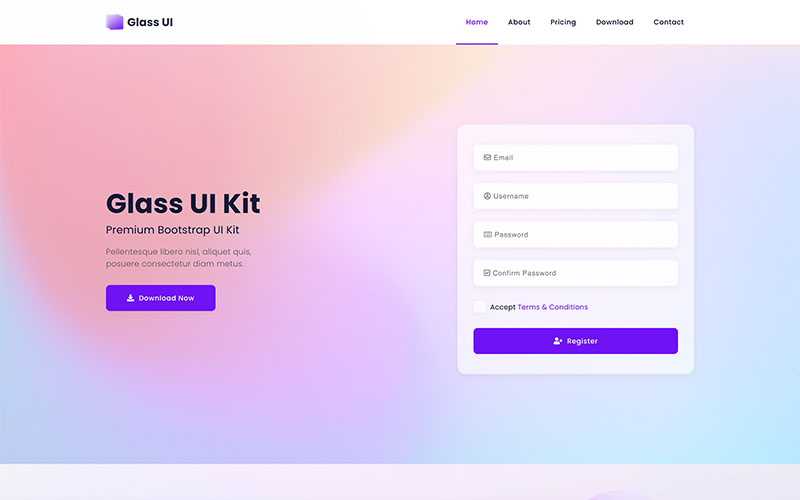 Glass UI
Home
About
Pricing
Download
Contact
Glass UI Kit
Premium Bootstrap UI Kit
Pellentesque libero nisl, aliquet quis,
posuere consectetur diam metus.
Download Now
Email
Username
Password
Confirm Password
Accept Terms & Conditions
Register